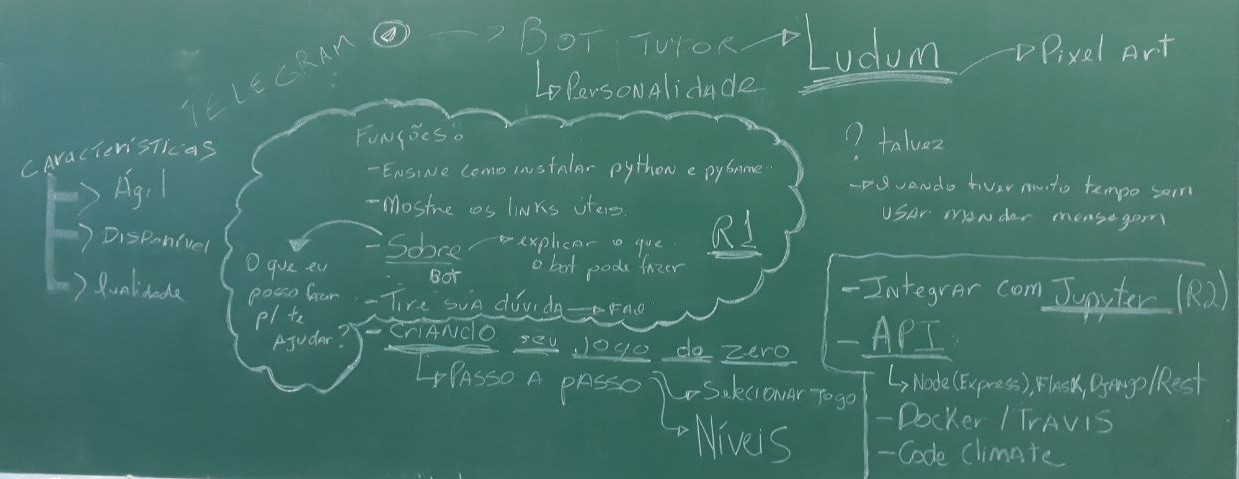 TELEGRAM
BOT TUTOR
Personalidade
Ludum
Pixel Art
Características
Ágil
Disponível
Qualidade
Funções:
- Ensine como instalar python e pygame.
- Mostre os links úteis.
- Sobre
Bot
explicar o que
o bot pode fazer
R1
O que eu
posso fazer
p/ te
ajudar?
- Tire sua dúvida
FAQ
- Criando seu jogo do zero
Passo a passo
Selecionar Jogo
Níveis
? talvez
Quando tiver muito tempo sem
usar mandar mensagem
- Integrar com Jupyter (R2)
- API
Node(Express), Flask, Django/Rest
- Docker / Travis
- Code Climate